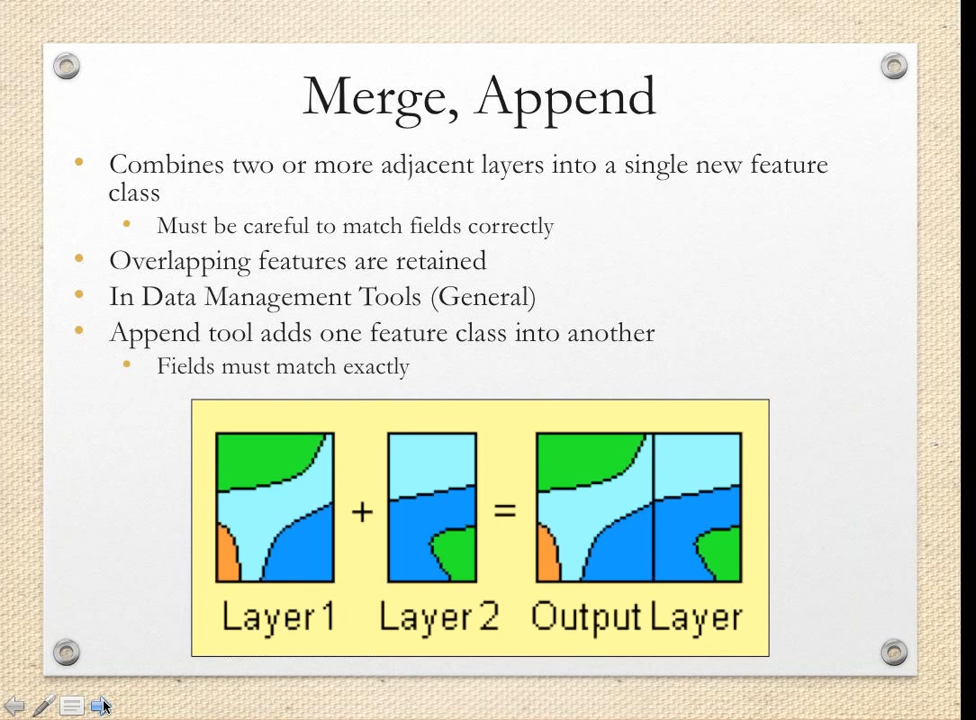 Merge, Append
Combines two or more adjacent layers into a single new feature
class
Must be careful to match fields correctly
Overlapping features are retained
In Data Management Tools (General)
Append tool adds one feature class into another
Fields must match exactly
+ =
Layer 1 Layer 2 Output Layer